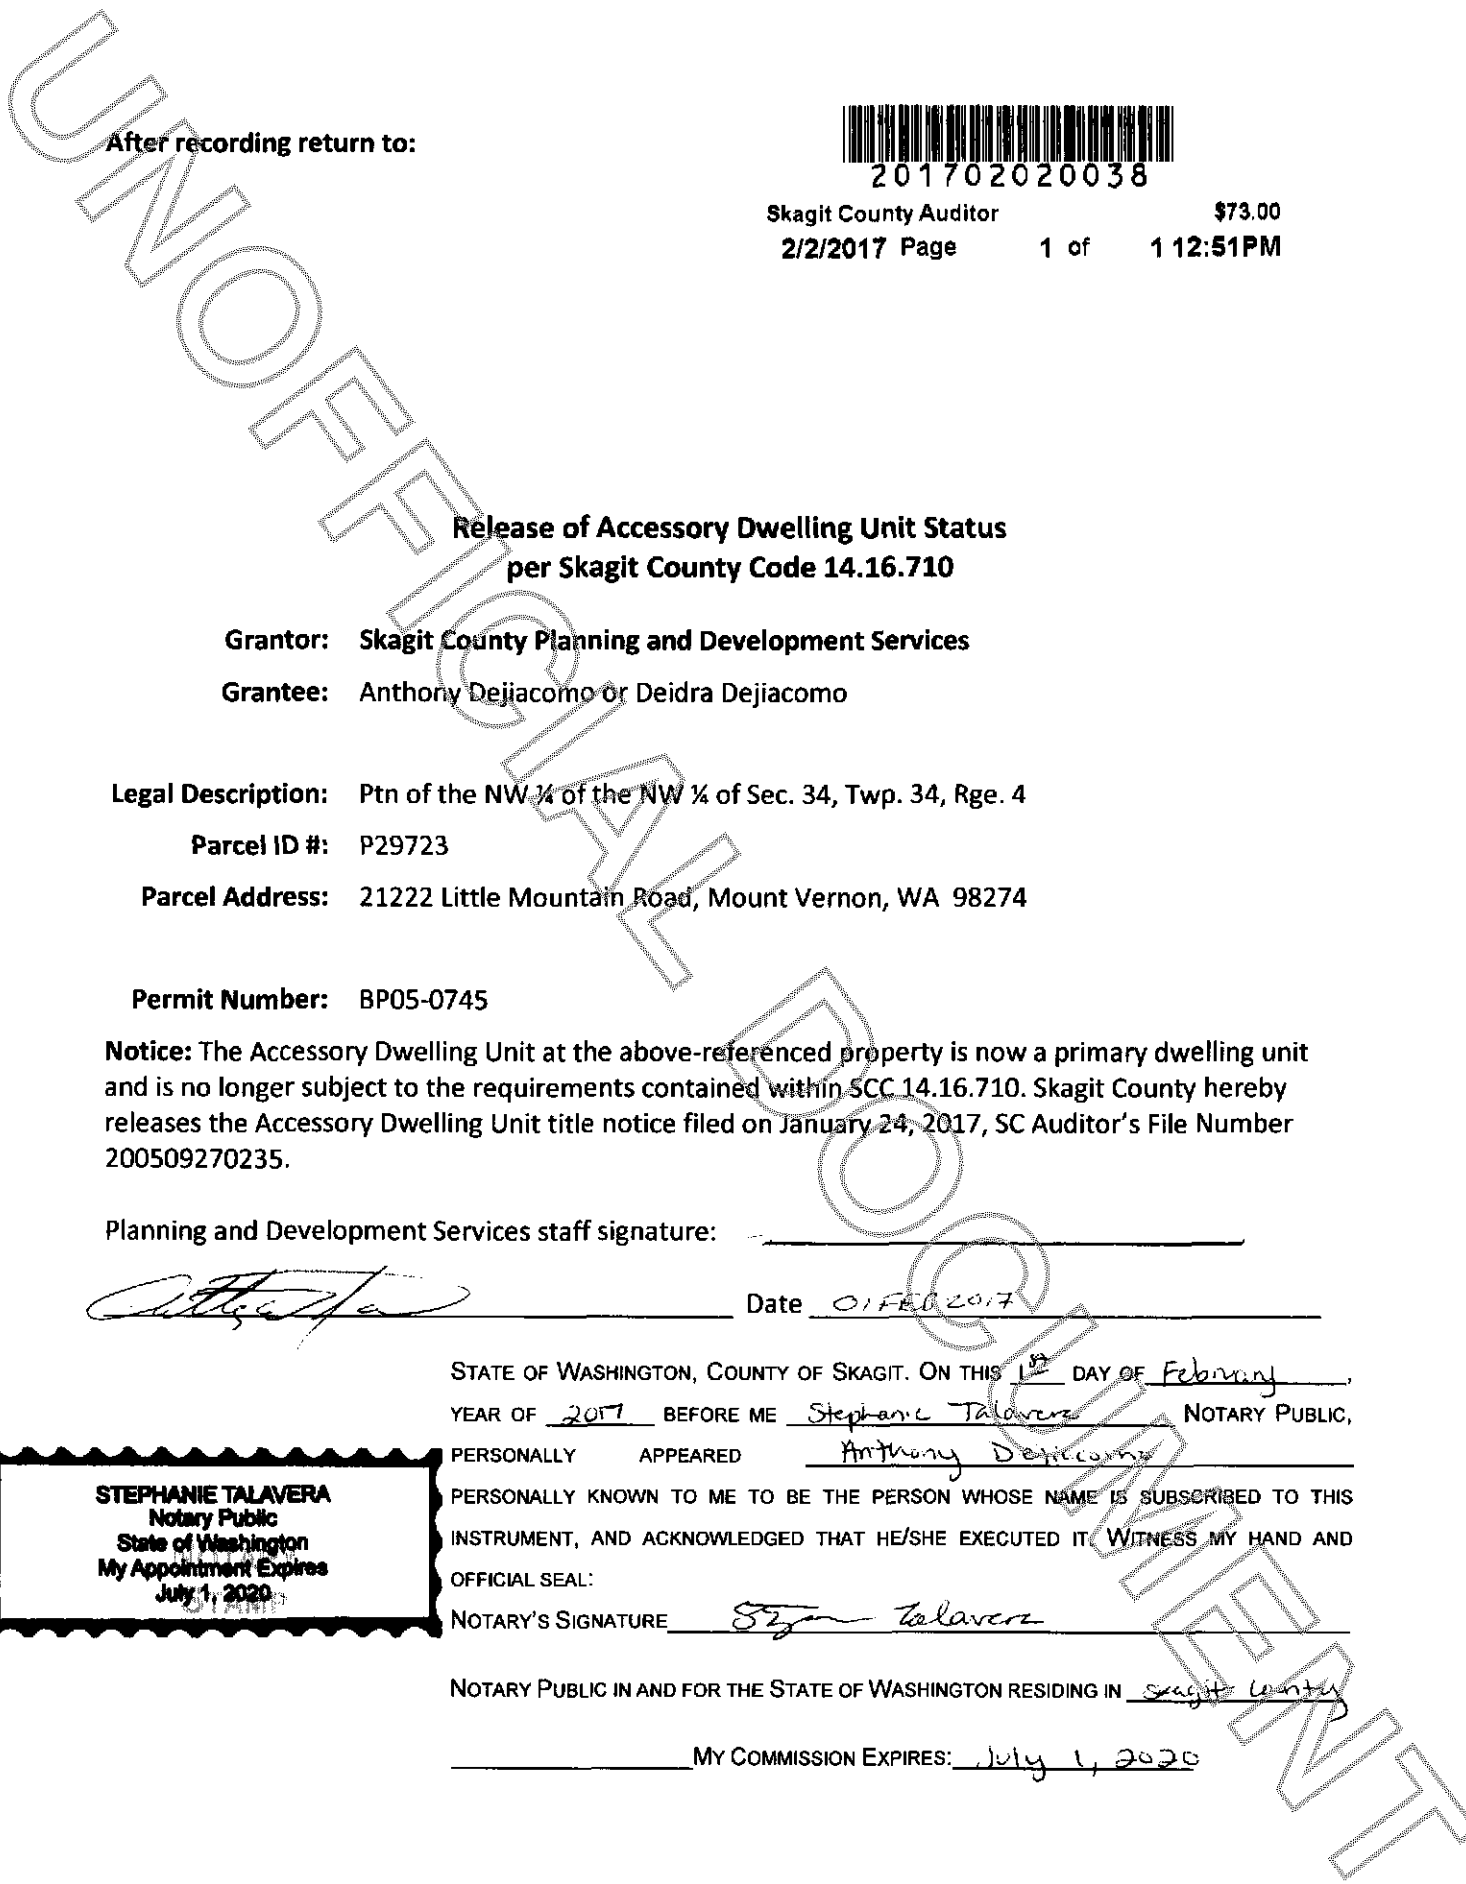 After recording return to:
201702020038
Skagit County Auditor $73.00
2/2/2017 Page 1 of 1 12:51PM
Release of Accessory Dwelling Unit Status
per Skagit County Code 14.16.710
Grantor: Skagit County Planning and Development Services
Grantee: Anthony Dejiacomo or Deidra Dejiacomo
Legal Description: Ptn of the NW ¼ of the NW ¼ of Sec. 34, Twp. 34, Rge. 4
Parcel ID #: P29723
Parcel Address: 21222 Little Mountain Road, Mount Vernon, WA 98274
Permit Number: BP05-0745
Notice: The Accessory Dwelling Unit at the above-referenced property is now a primary dwelling unit
and is no longer subject to the requirements contained within SCC 14.16.710. Skagit County hereby
releases the Accessory Dwelling Unit title notice filed on January 24, 2017, SC Auditor's File Number
200509270235.
Planning and Development Services staff signature:
Date 01 FEB 2017
STATE OF WASHINGTON, COUNTY OF SKAGIT. ON THIS 1st DAY OF February,
YEAR OF 2017 BEFORE ME Stephanie Talavera NOTARY PUBLIC,
PERSONALLY APPEARED Anthony Dejiacomo
PERSONALLY KNOWN TO ME TO BE THE PERSON WHOSE NAME IS SUBSCRIBED TO THIS
INSTRUMENT, AND ACKNOWLEDGED THAT HE/SHE EXECUTED IT. WITNESS MY HAND AND
OFFICIAL SEAL:
NOTARY'S SIGNATURE Talavera
NOTARY PUBLIC IN AND FOR THE STATE OF WASHINGTON RESIDING IN Skagit County
MY COMMISSION EXPIRES: July 1, 2020
STEPHANIE TALAVERA
Notary Public
State of Washington
My Appointment Expires
July 1, 2020
STAMP
UNOFFICIAL DOCUMENT